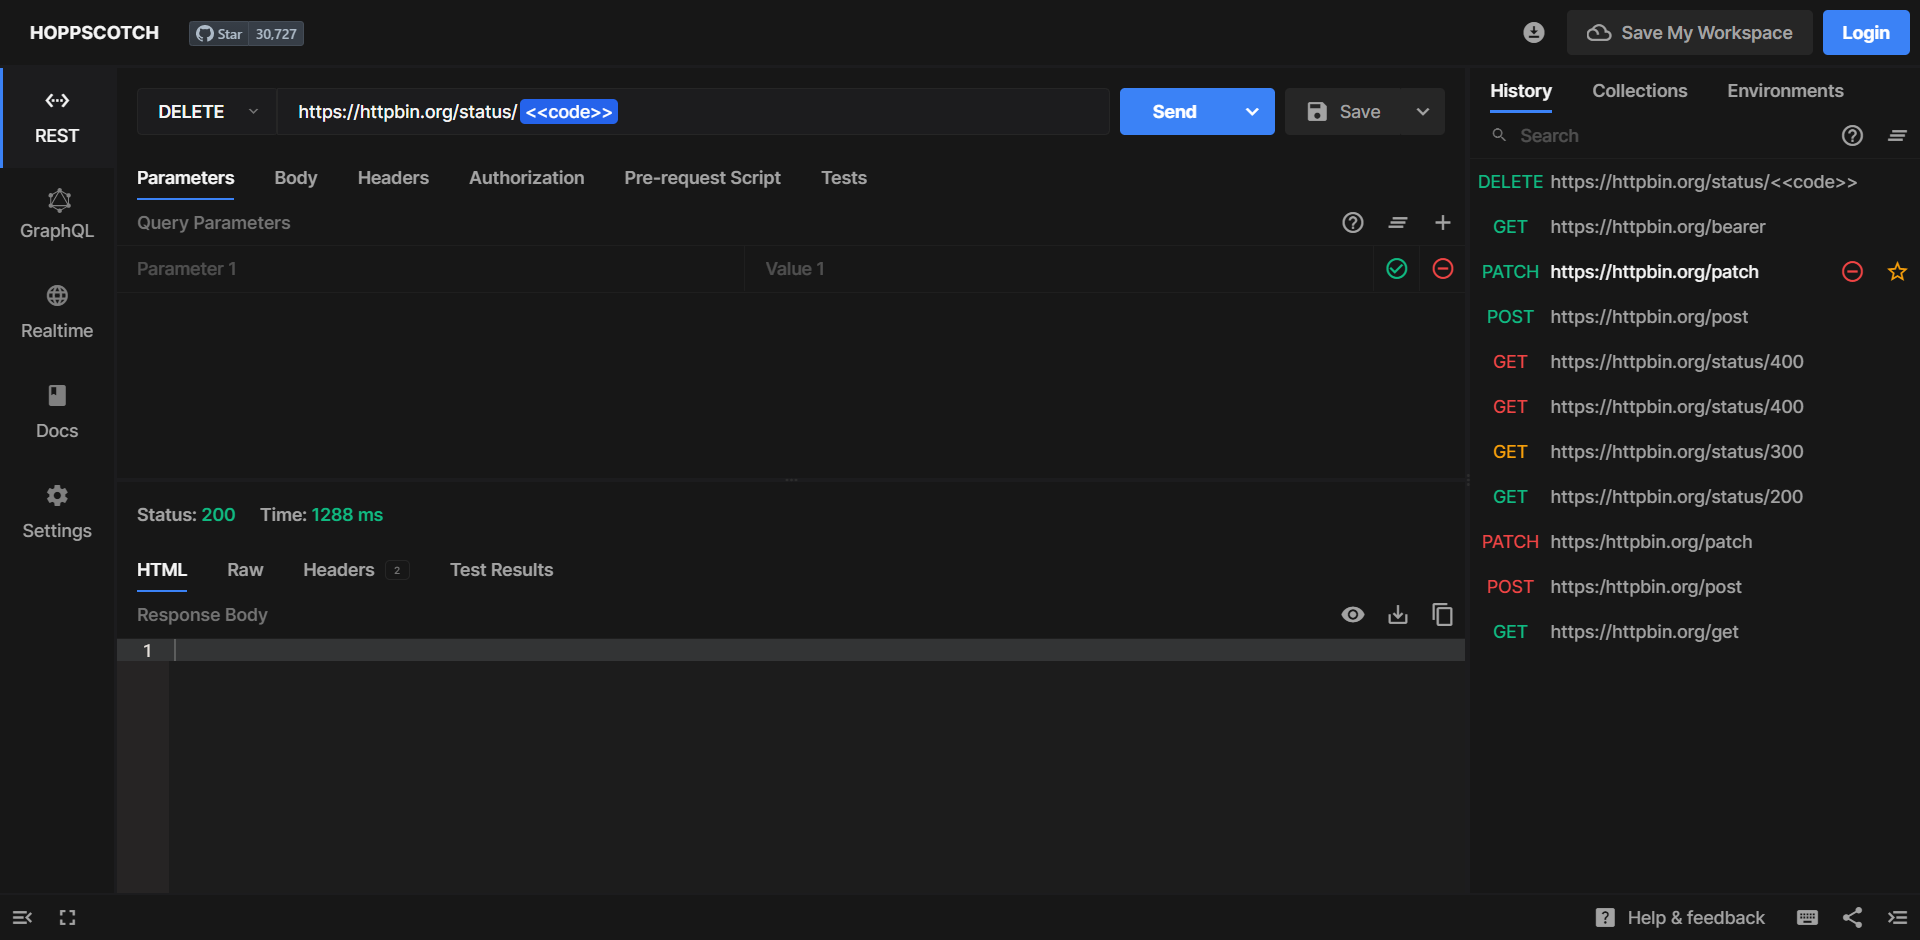 HOPPSCOTCH
Star 30,727
Save My Workspace
Login
REST
GraphQL
Realtime
Docs
Settings
DELETE
https://httpbin.org/status/ <<code>>
Send
Save
Parameters Body Headers Authorization Pre-request Script Tests
Query Parameters
Parameter 1 Value 1
Status: 200 Time: 1288 ms
HTML Raw Headers 2 Test Results
Response Body
1
History Collections Environments
Search
DELETE https://httpbin.org/status/<<code>>
GET https://httpbin.org/bearer
PATCH https://httpbin.org/patch
POST https://httpbin.org/post
GET https://httpbin.org/status/400
GET https://httpbin.org/status/400
GET https://httpbin.org/status/300
GET https://httpbin.org/status/200
PATCH https:/httpbin.org/patch
POST https:/httpbin.org/post
GET https://httpbin.org/get
? Help & feedback